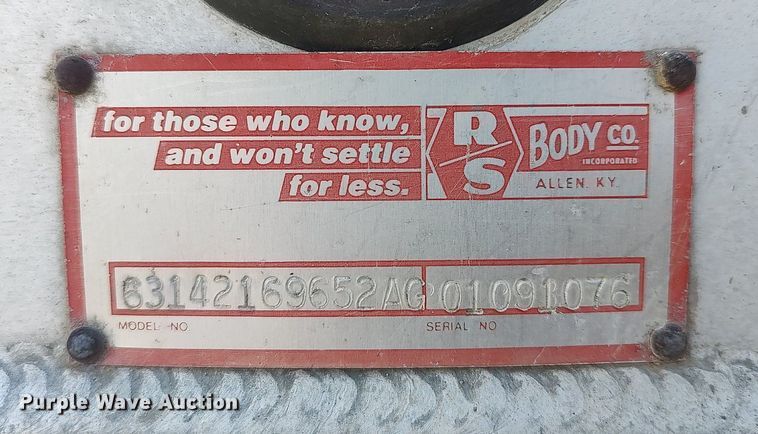 for those who know,
and won't settle
for less.
R/S
BODY CO.
INCORPORATED
ALLEN. KY.
63142169652AG 01091076
MODEL NO SERIAL NO
Purple Wave Auction